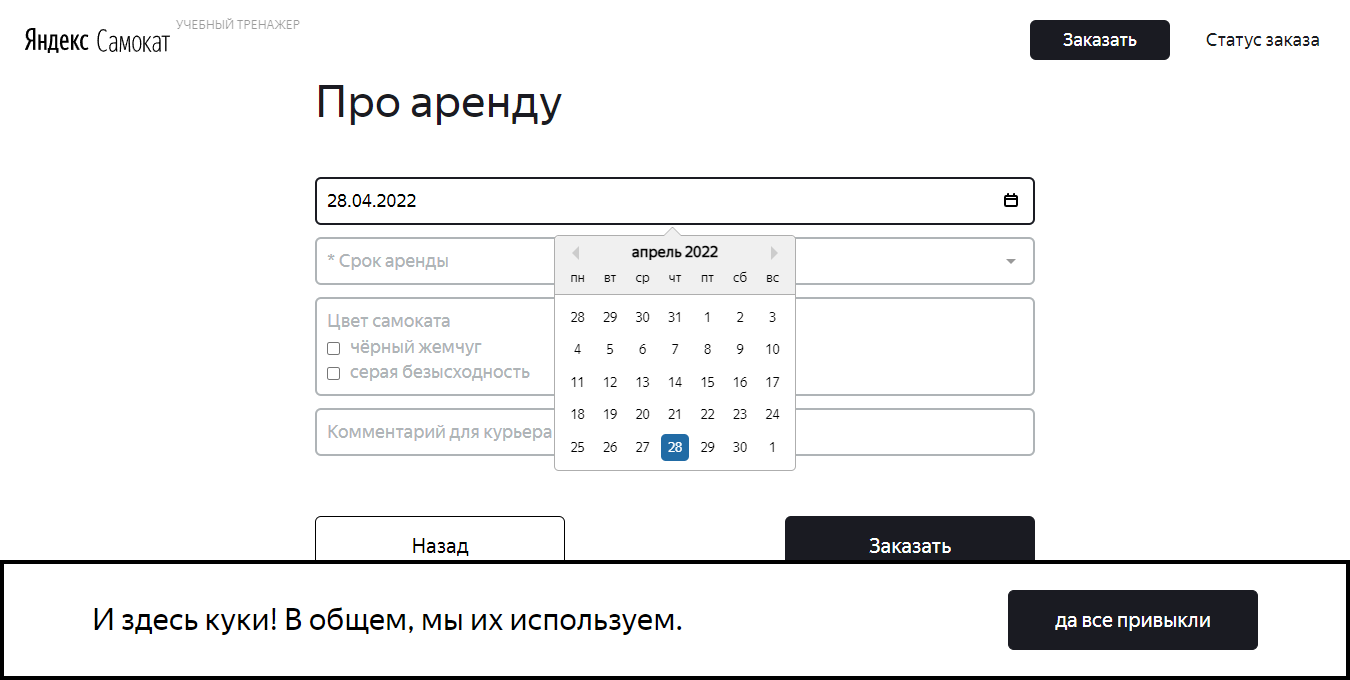 Яндекс Самокат
УЧЕБНЫЙ ТРЕНАЖЕР
Заказать
Статус заказа
Про аренду
28.04.2022
* Срок аренды
апрель 2022
пн вт ср чт пт сб вс
28 29 30 31 1 2 3
4 5 6 7 8 9 10
11 12 13 14 15 16 17
18 19 20 21 22 23 24
25 26 27 28 29 30 1
Цвет самоката
чёрный жемчуг
серая безысходность
Комментарий для курьера
Назад
Заказать
И здесь куки! В общем, мы их используем.
да все привыкли